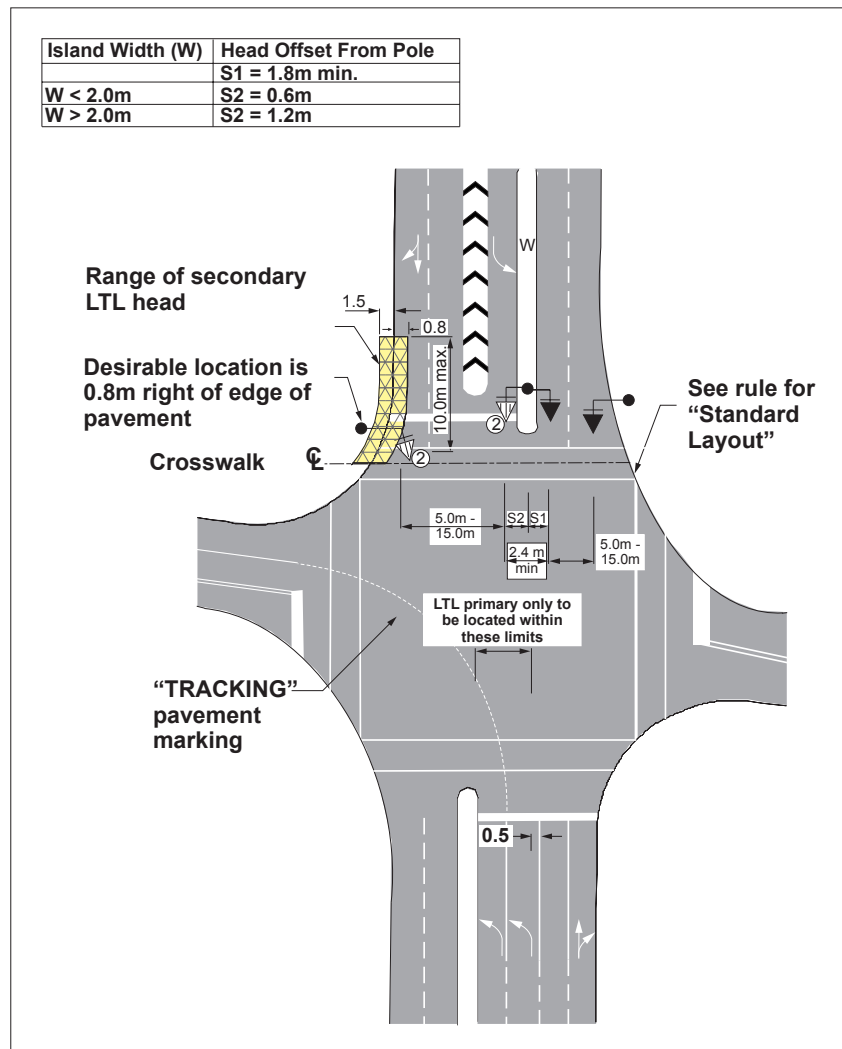 Island Width (W) Head Offset From Pole
S1 = 1.8m min.
W < 2.0m S2 = 0.6m
W > 2.0m S2 = 1.2m
W
Range of secondary
LTL head
1.5
0.8
10.0m max.
Desirable location is
0.8m right of edge of
pavement
See rule for
“Standard
Layout”
2
2
Crosswalk ℄
5.0m -
15.0m
S2 S1
2.4 m
min
5.0m -
15.0m
LTL primary only to
be located within
these limits
“TRACKING”
pavement
marking
0.5